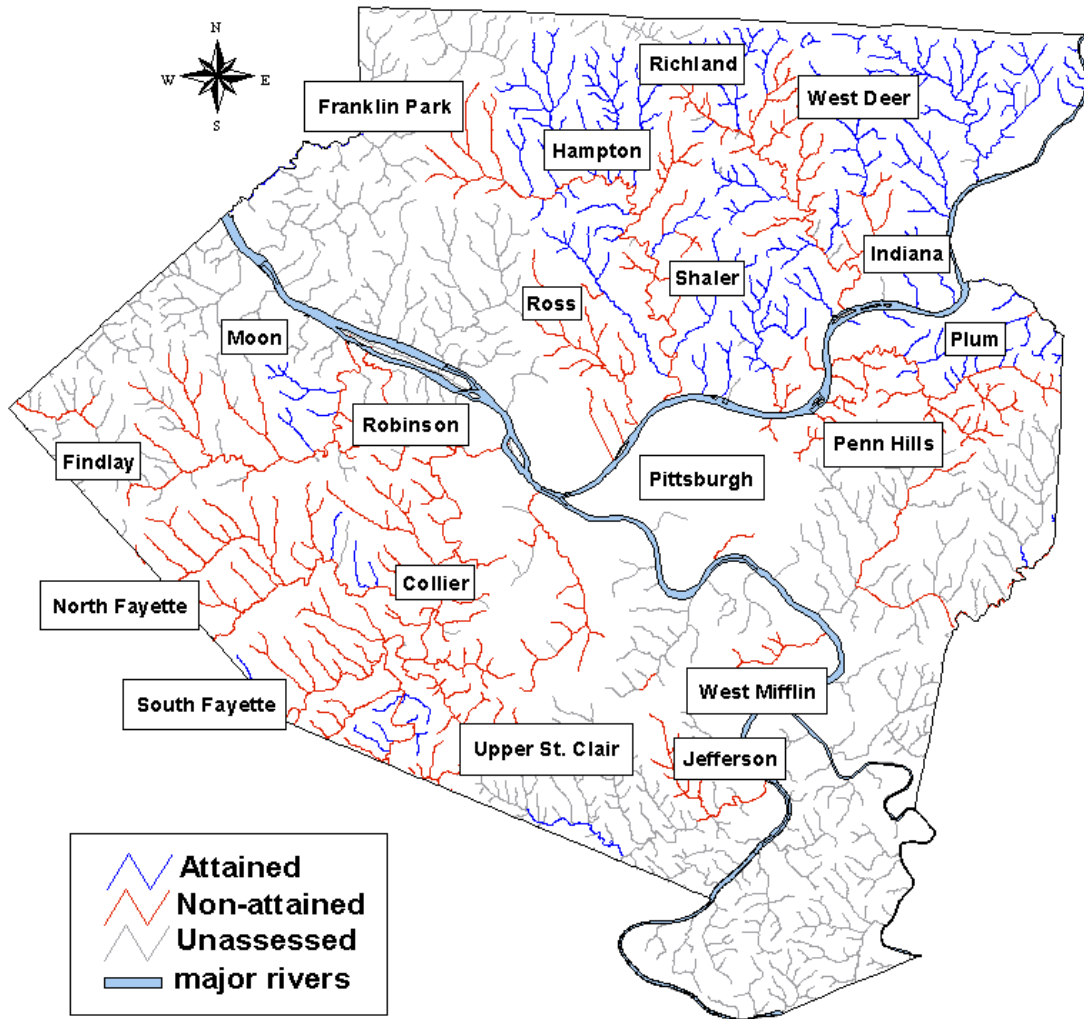 N
W E
S
Richland
Franklin Park
West Deer
Hampton
Indiana
Shaler
Ross
Moon
Plum
Robinson
Penn Hills
Findlay
Pittsburgh
Collier
North Fayette
West Mifflin
South Fayette
Upper St. Clair
Jefferson
Attained
Non-attained
Unassessed
major rivers